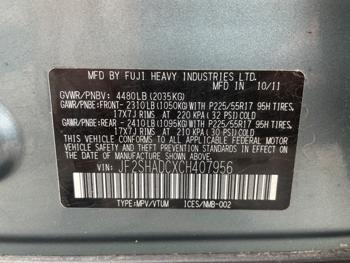 MFD BY FUJI HEAVY INDUSTRIES LTD. 10/11
GVWR/PNBV: 4480LB (2035KG)
GAWR/PNBE:FRONT- 2310LB(1050KG)WITH P225/55R17 95H TIRES,
17X7J RIMS AT 220 KPA (32 PSI)COLD
GAWR/PNBE:REAR - 2410LB(1095KG)WITH P225/55R17 95H TIRES,
17X7J RIMS AT 210 KPA (30 PSI)COLD
THIS VEHICLE CONFORMS TO ALL APPLICABLE FEDERAL MOTOR
VEHICLE SAFETY, BUMPER, AND THEFT PREVENTION STANDARDS
IN EFFECT ON THE DATE OF MANUFACTURE SHOWN ABOVE.
VIN: JF2SHADCXCH407956
TYPE:MPV/VTUM ICES/NMB-002